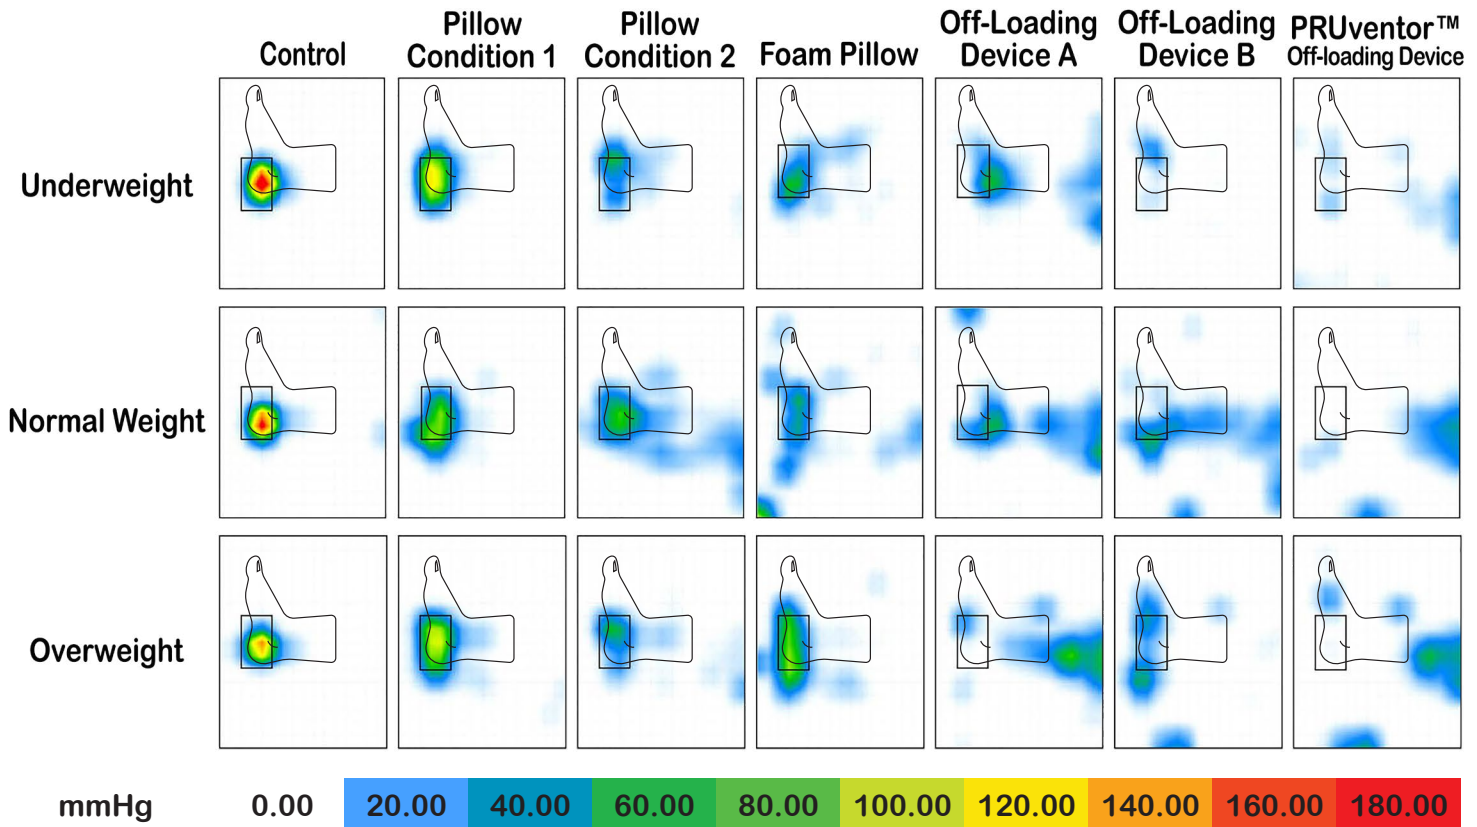 Control
Pillow
Condition 1
Pillow
Condition 2
Foam Pillow
Off-Loading
Device A
Off-Loading
Device B
PRUventor™
Off-loading Device
Underweight
Normal Weight
Overweight
mmHg 0.00 20.00 40.00 60.00 80.00 100.00 120.00 140.00 160.00 180.00